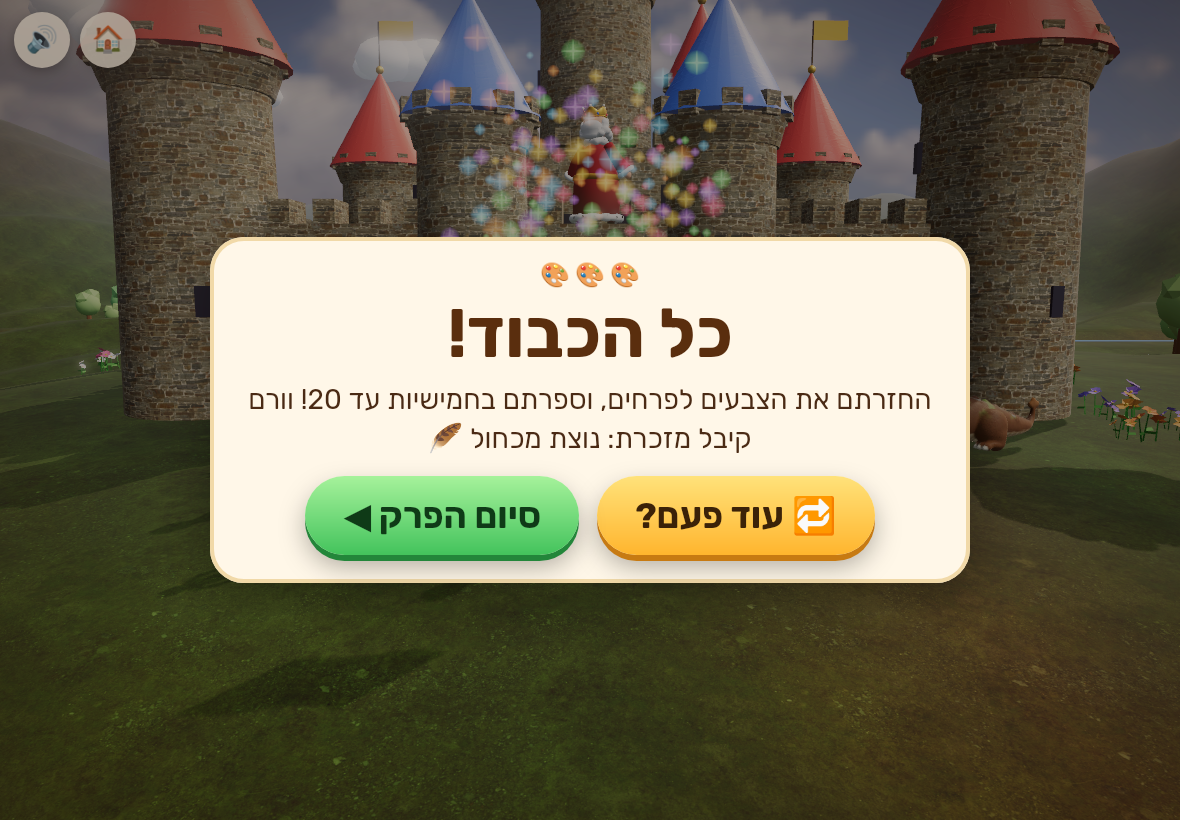 כל הכבוד!
החזרתם את הצבעים לפרחים, וספרתם בחמישיות עד 20! וורם
קיבל מזכרת: נוצת מכחול
עוד פעם?
סיום הפרק ◀